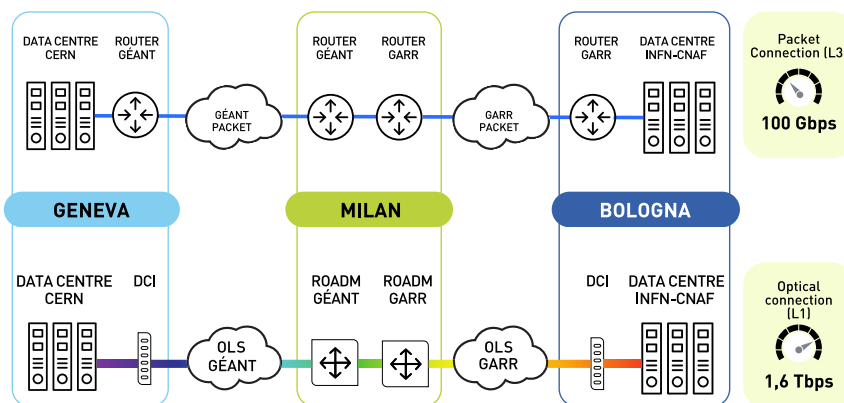 DATA CENTRE
CERN
ROUTER
GÉANT
ROUTER
GÉANT
ROUTER
GARR
ROUTER
GARR
DATA CENTRE
INFN-CNAF
Packet
Connection (L3
GÉANT
PACKET
GARR
PACKET
100 Gbps
GENEVA
MILAN
BOLOGNA
DATA CENTRE
CERN
DCI
ROADM
GÉANT
ROADM
GARR
DCI
DATA CENTRE
INFN-CNAF
Optical
connection
(L1)
OLS
GÉANT
OLS
GARR
1,6 Tbps